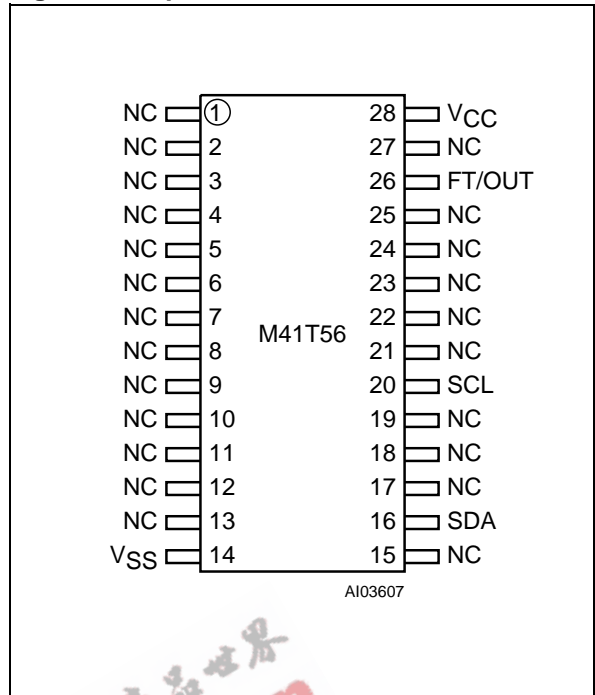 NC 1 28 VCC
NC 2 27 NC
NC 3 26 FT/OUT
NC 4 25 NC
NC 5 24 NC
NC 6 23 NC
NC 7 22 NC
M41T56
NC 8 21 NC
NC 9 20 SCL
NC 10 19 NC
NC 11 18 NC
NC 12 17 NC
NC 13 16 SDA
VSS 14 15 NC
AI03607